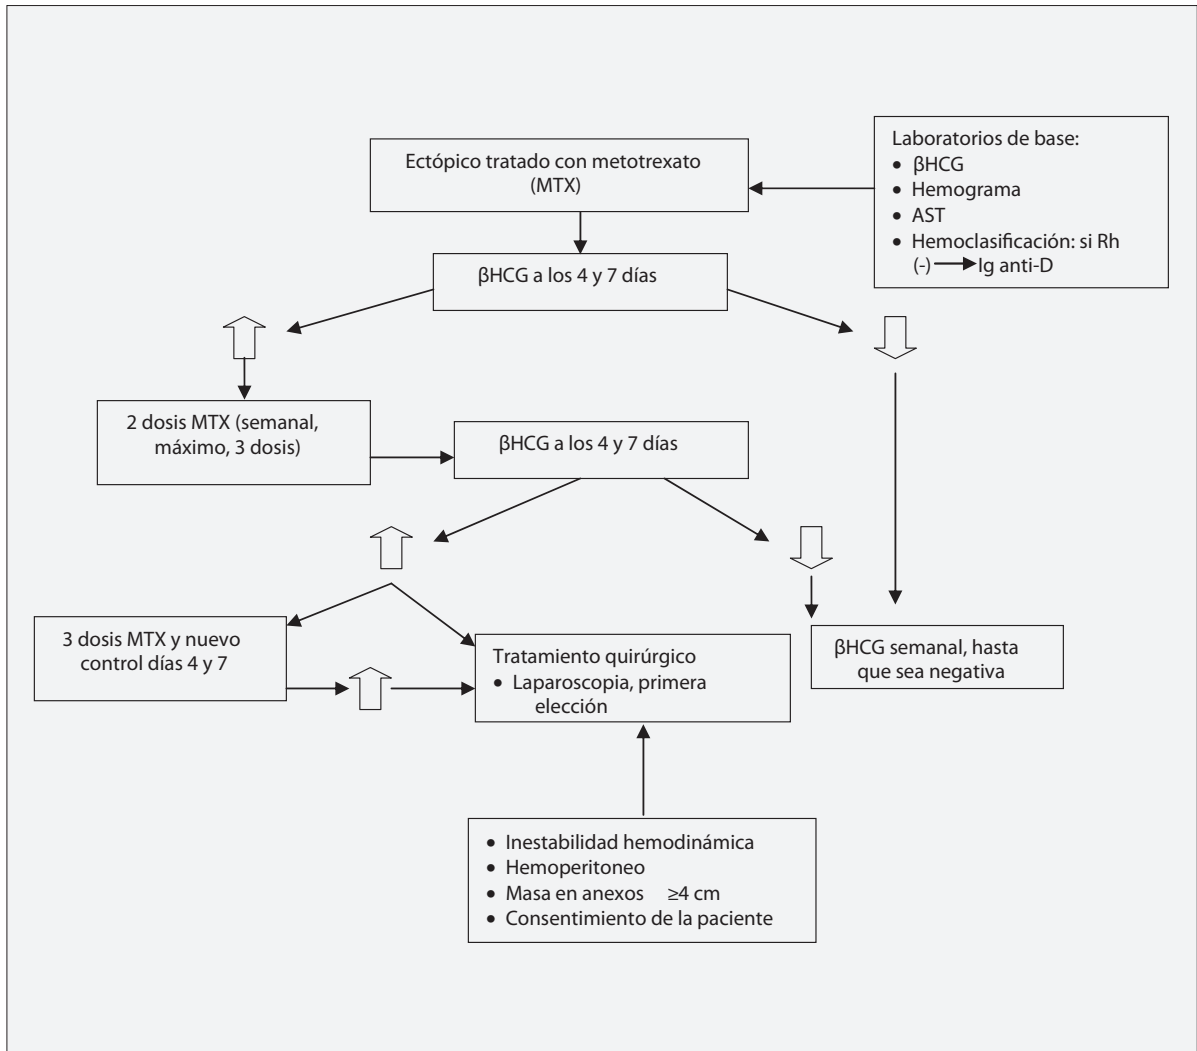 Laboratorios de base:
• βHCG
• Hemograma
• AST
• Hemoclasificación: si Rh
(-) Ig anti-D
Ectópico tratado con metotrexato
(MTX)
βHCG a los 4 y 7 días
2 dosis MTX (semanal,
máximo, 3 dosis)
βHCG a los 4 y 7 días
3 dosis MTX y nuevo
control días 4 y 7
Tratamiento quirúrgico
• Laparoscopia, primera
elección
βHCG semanal, hasta
que sea negativa
• Inestabilidad hemodinámica
• Hemoperitoneo
• Masa en anexos ≥4 cm
• Consentimiento de la paciente